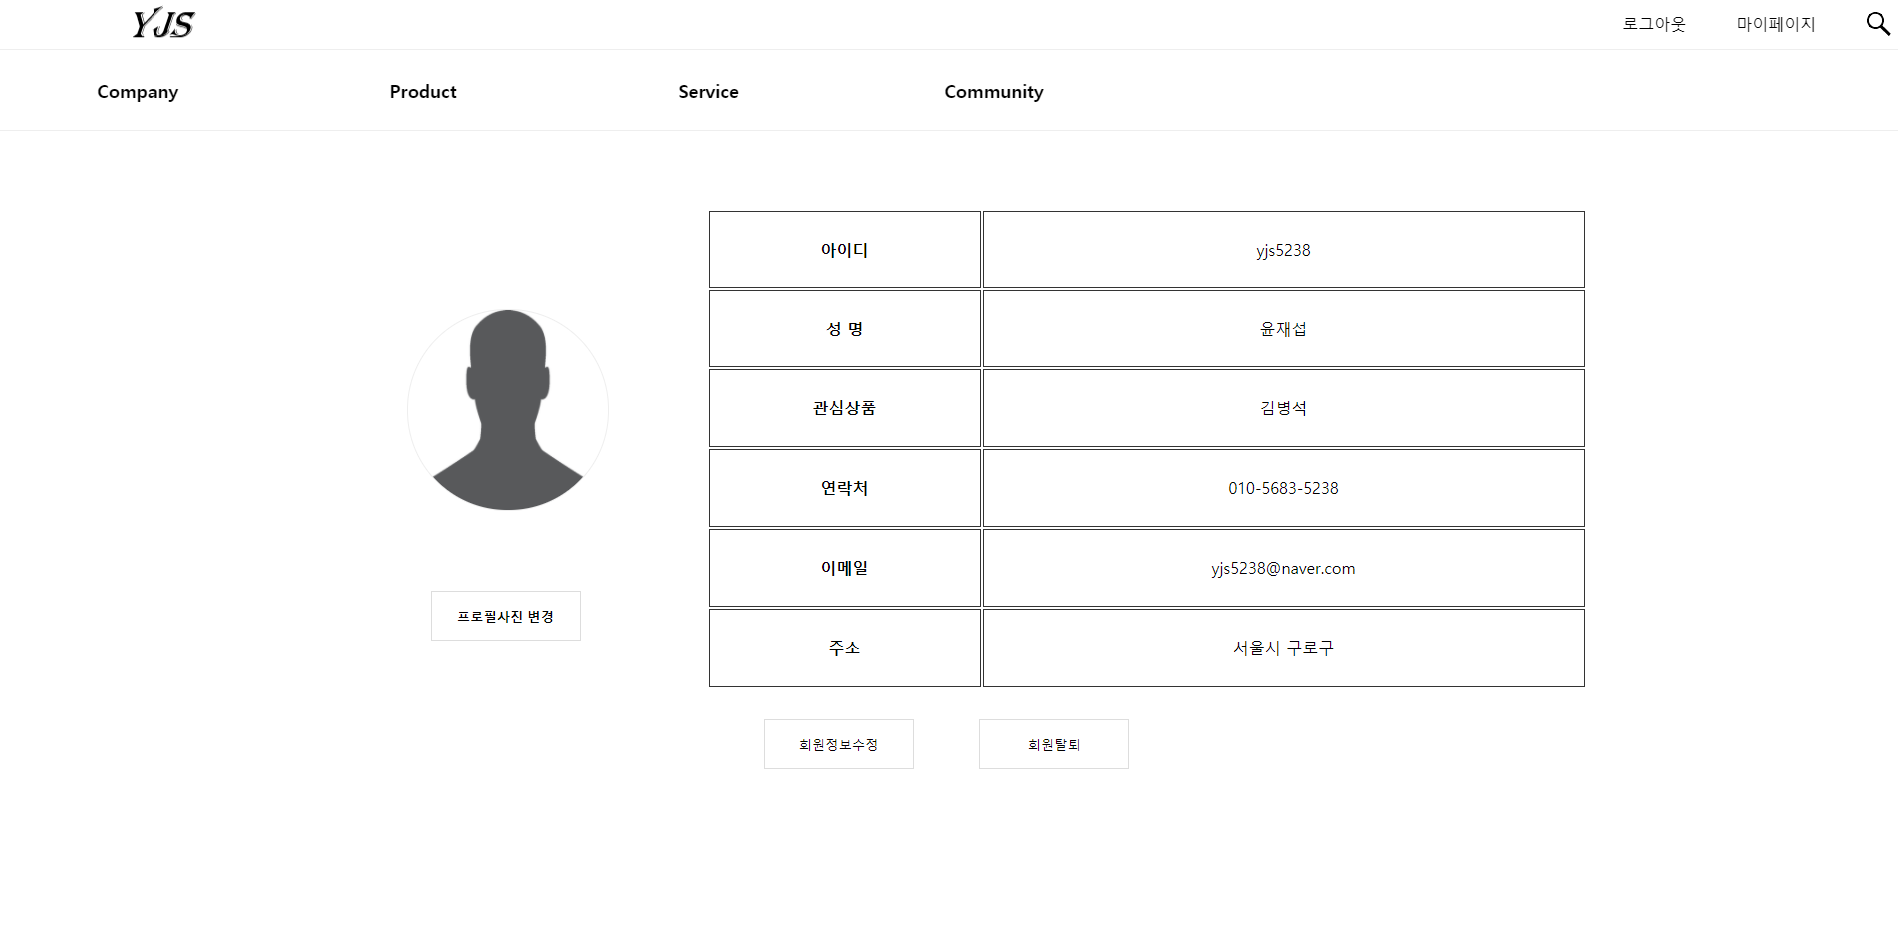 YJS
로그아웃 마이페이지
Company Product Service Community
아이디 yjs5238
성 명 윤재섭
관심상품 김병석
연락처 010-5683-5238
이메일 yjs5238@naver.com
프로필사진 변경
주소 서울시 구로구
회원정보수정 회원탈퇴